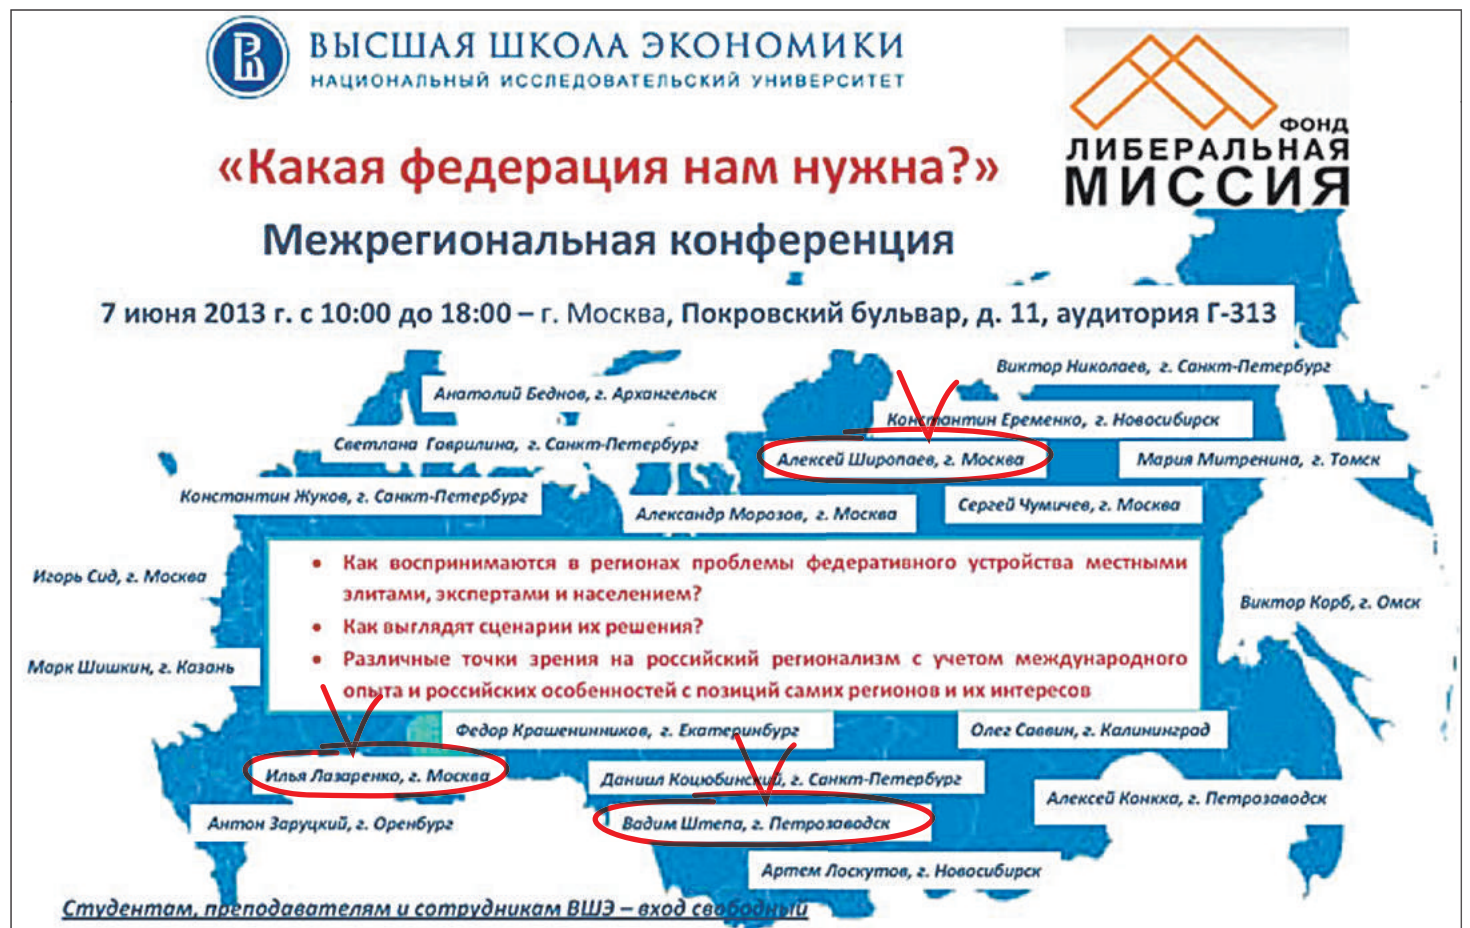 ВЫСШАЯ ШКОЛА ЭКОНОМИКИ
НАЦИОНАЛЬНЫЙ ИССЛЕДОВАТЕЛЬСКИЙ УНИВЕРСИТЕТ
ФОНД
ЛИБЕРАЛЬНАЯ
МИССИЯ
«Какая федерация нам нужна?»
Межрегиональная конференция
7 июня 2013 г. с 10:00 до 18:00 – г. Москва, Покровский бульвар, д. 11, аудитория Г-313
Виктор Николаев, г. Санкт-Петербург
Анатолий Беднов, г. Архангельск
Константин Еременко, г. Новосибирск
Светлана Гаврилина, г. Санкт-Петербург
Алексей Широпаев, г. Москва
Мария Митренина, г. Томск
Константин Жуков, г. Санкт-Петербург
Александр Морозов, г. Москва
Сергей Чумичев, г. Москва
• Как воспринимаются в регионах проблемы федеративного устройства местными
элитами, экспертами и населением?
• Как выглядят сценарии их решения?
• Различные точки зрения на российский регионализм с учетом международного
опыта и российских особенностей с позиций самих регионов и их интересов
Игорь Сид, г. Москва
Виктор Корб, г. Омск
Марк Шишкин, г. Казань
Федор Крашенинников, г. Екатеринбург
Олег Саввин, г. Калининград
Илья Лазаренко, г. Москва
Даниил Коцюбинский, г. Санкт-Петербург
Алексей Конкка, г. Петрозаводск
Антон Заруцкий, г. Оренбург
Вадим Штепа, г. Петрозаводск
Артем Лоскутов, г. Новосибирск
Студентам, преподавателям и сотрудникам ВШЭ – вход свободный